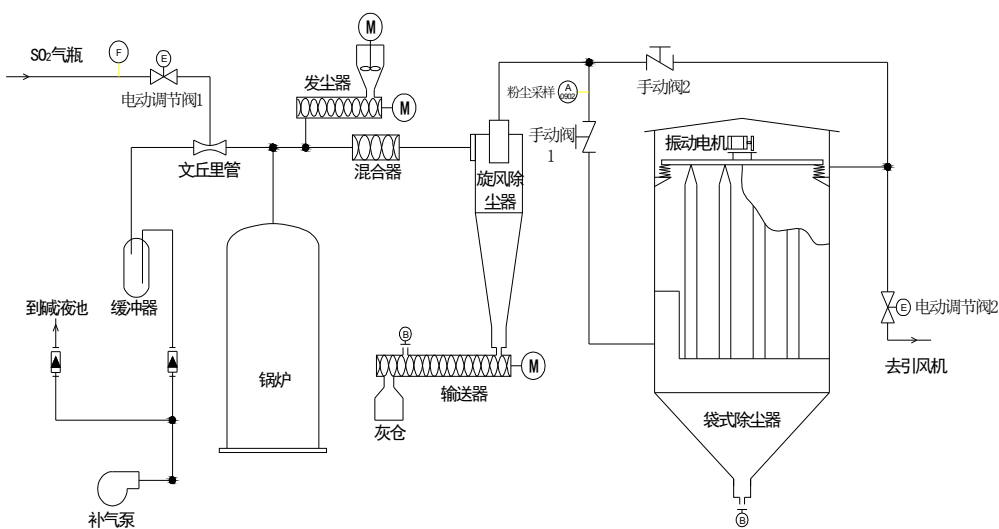 M
SO₂气瓶
F
E
发尘器
电动调节阀1
M
粉尘采样
A
0902
手动阀2
手动阀
1
振动电机
文丘里管
混合器
旋风除
尘器
到碱液池
缓冲器
B
E
电动调节阀2
锅炉
M
输送器
去引风机
灰仓
袋式除尘器
补气泵
B